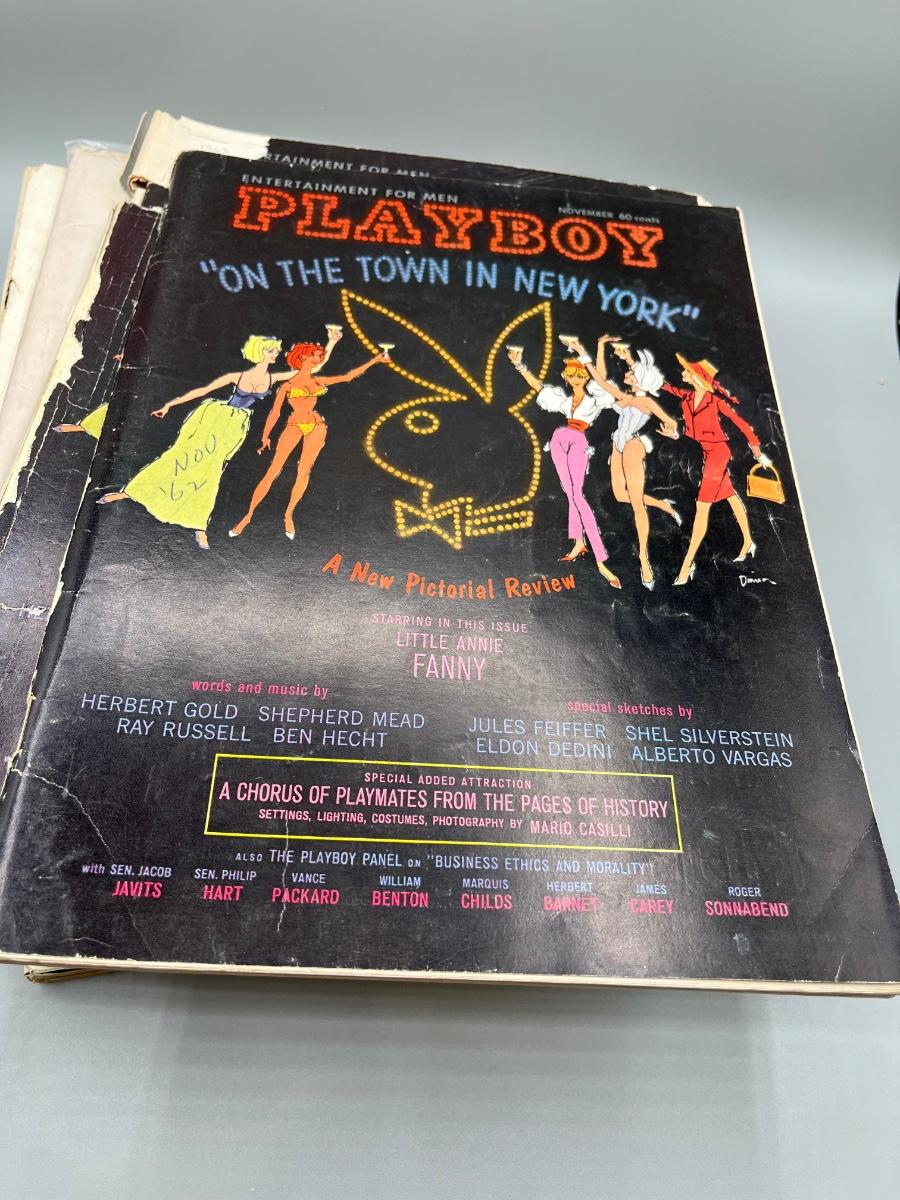 RTAINMENT FOR MEN
ENTERTAINMENT FOR MEN
NOVEMBER 60 cents
PLAYBOY
"ON THE TOWN IN NEW YORK"
NOV
'62
A New Pictorial Review
STARRING IN THIS ISSUE
LITTLE ANNIE
FANNY
words and music by
HERBERT GOLD SHEPHERD MEAD
RAY RUSSELL BEN HECHT
special sketches by
JULES FEIFFER SHEL SILVERSTEIN
ELDON DEDINI ALBERTO VARGAS
SPECIAL ADDED ATTRACTION
A CHORUS OF PLAYMATES FROM THE PAGES OF HISTORY
SETTINGS, LIGHTING, COSTUMES, PHOTOGRAPHY BY MARIO CASILLI
ALSO THE PLAYBOY PANEL ON "BUSINESS ETHICS AND MORALITY"
with SEN. JACOB JAVITS
SEN. PHILIP HART
VANCE PACKARD
WILLIAM BENTON
MARQUIS CHILDS
HERBERT BARNET
JAMES CAREY
ROGER SONNABEND